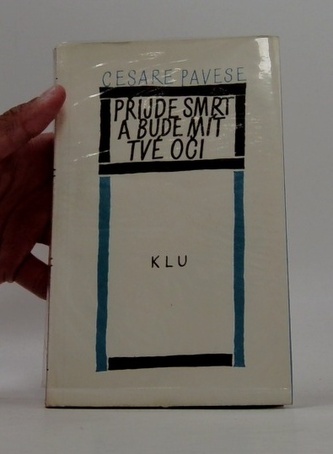 CESARE PAVESE
PŘIJDE SMRT
A BUDE MÍT
TVÉ OČI
KLU